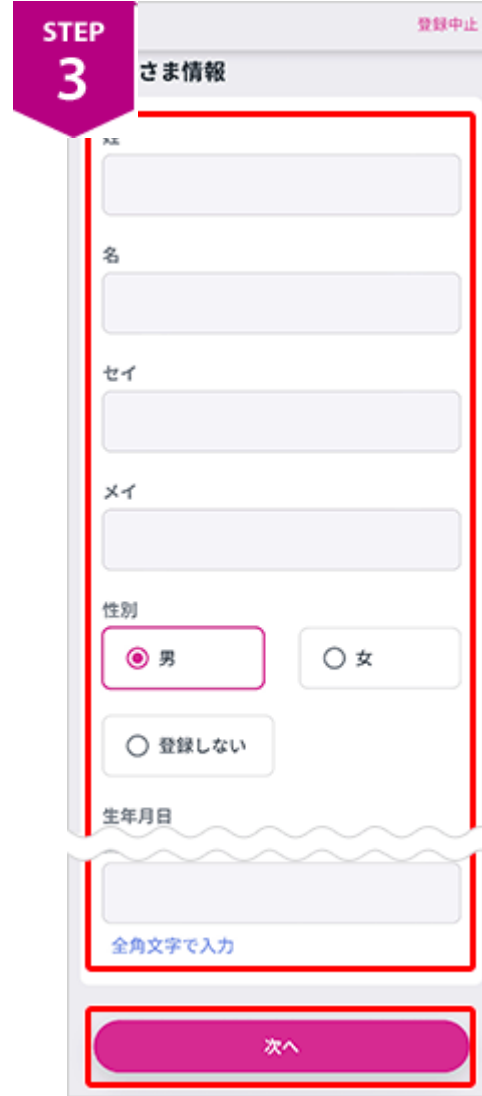 STEP
3
登録中止
さま情報
名
セイ
メイ
性別
男
女
登録しない
生年月日
全角文字で入力
次へ